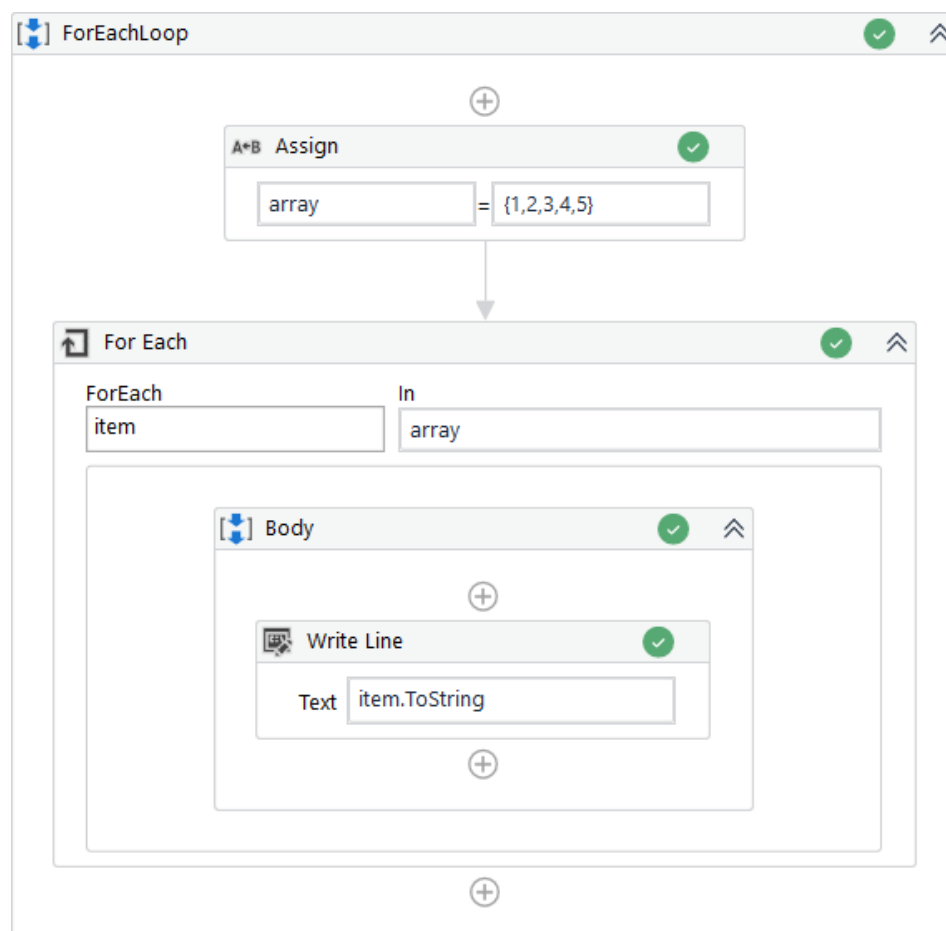 ForEachLoop
A←B Assign
array = {1,2,3,4,5}
For Each
ForEach In
item array
Body
Write Line
Text item.ToString